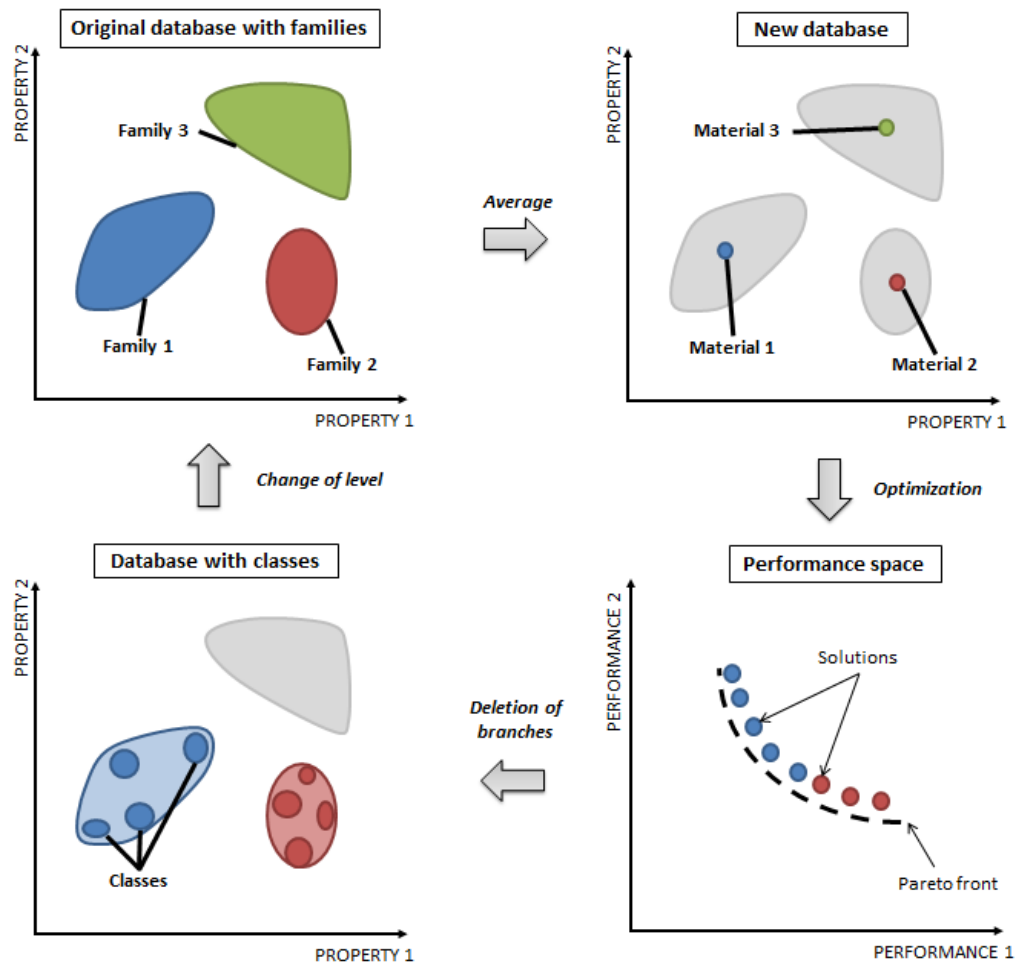 Original database with families
PROPERTY 2
Family 3
Family 1
Family 2
PROPERTY 1
Average
New database
PROPERTY 2
Material 3
Material 1
Material 2
PROPERTY 1
Optimization
Performance space
PERFORMANCE 2
Solutions
Pareto front
PERFORMANCE 1
Deletion of
branches
Database with classes
PROPERTY 2
Classes
PROPERTY 1
Change of level